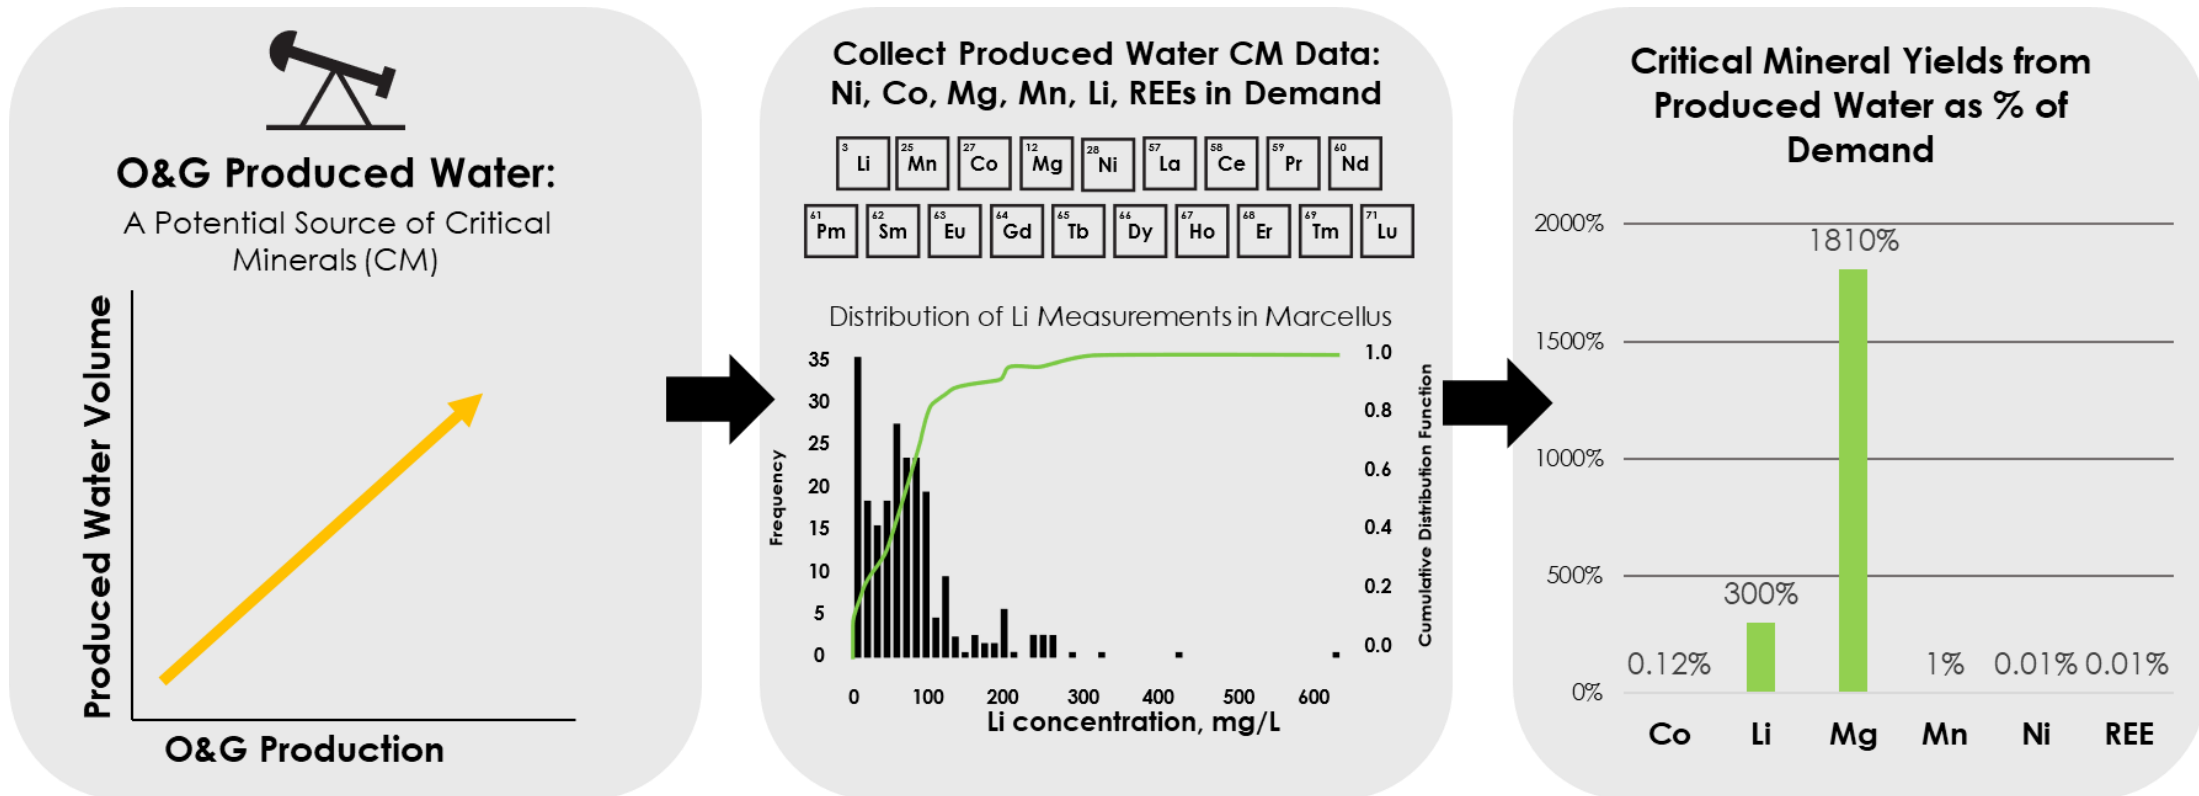 O&G Produced Water:
A Potential Source of Critical
Minerals (CM)
Produced Water Volume
O&G Production
Collect Produced Water CM Data:
Ni, Co, Mg, Mn, Li, REEs in Demand
3 Li 25 Mn 27 Co 12 Mg 28 Ni 57 La 58 Ce 59 Pr 60 Nd
61 Pm 62 Sm 63 Eu 64 Gd 65 Tb 66 Dy 67 Ho 68 Er 69 Tm 71 Lu
Distribution of Li Measurements in Marcellus
Frequency
35
30
25
20
15
10
5
0
1.0
0.8
0.6
0.4
0.2
0.0
Cumulative Distribution Function
0 100 200 300 400 500 600
Li concentration, mg/L
Critical Mineral Yields from
Produced Water as % of
Demand
2000%
1500%
1000%
500%
0%
1810%
300%
0.12% 1% 0.01% 0.01%
Co Li Mg Mn Ni REE